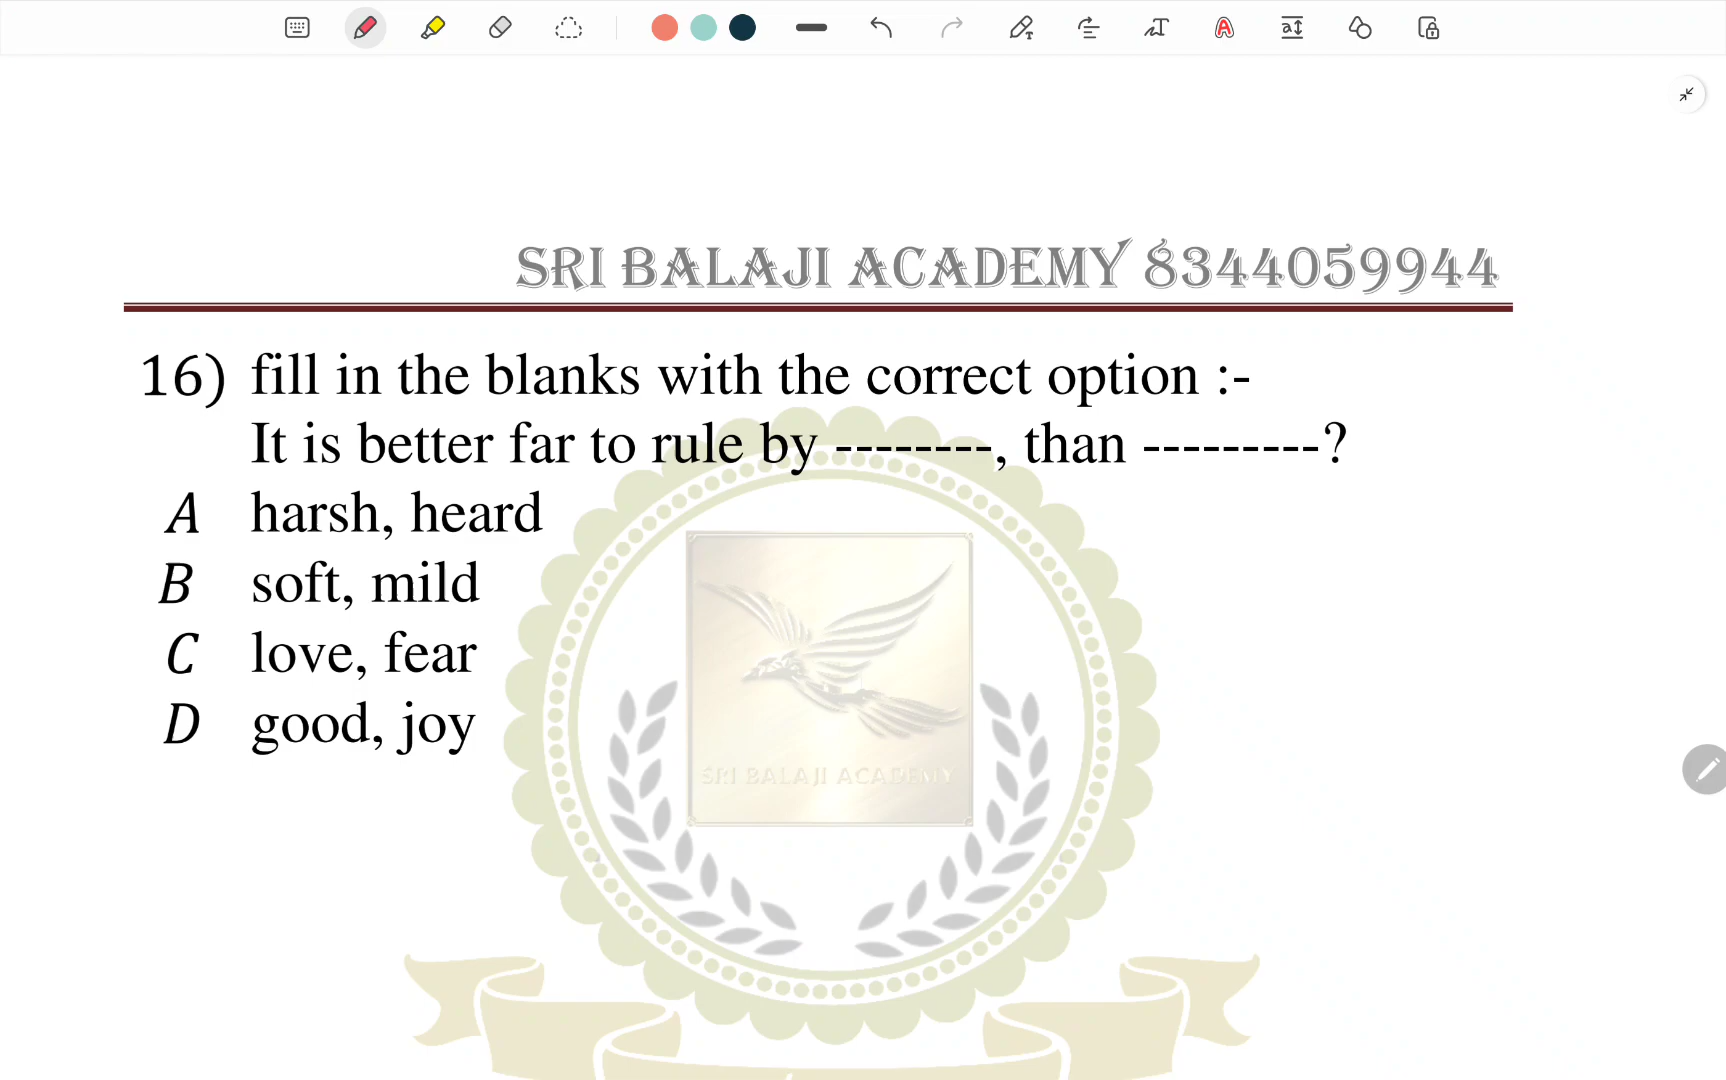 SRI BALAJI ACADEMY 8344059944
16) fill in the blanks with the correct option :-
It is better far to rule by --------, than ---------?
A harsh, heard
B soft, mild
C love, fear
D good, joy
SRI BALAJI ACADEMY